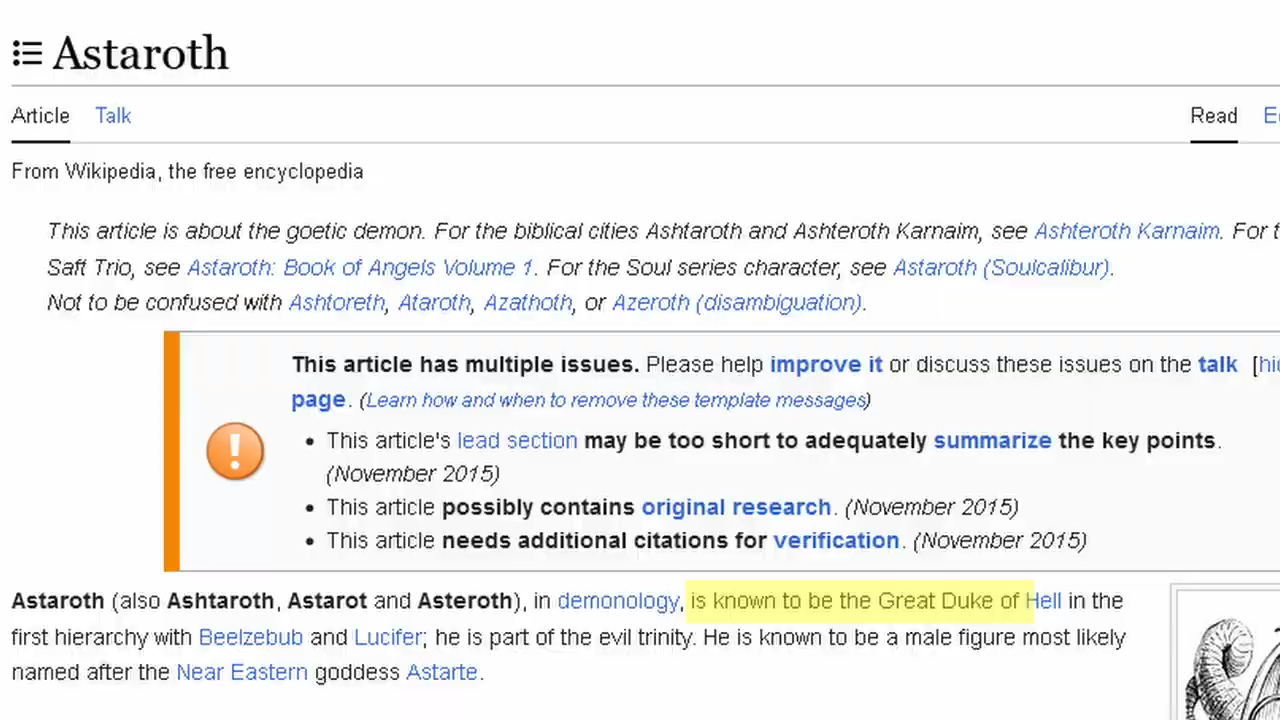 Astaroth
Article Talk Read
From Wikipedia, the free encyclopedia
This article is about the goetic demon. For the biblical cities Ashtaroth and Ashteroth Karnaim, see Ashteroth Karnaim. For
Saft Trio, see Astaroth: Book of Angels Volume 1. For the Soul series character, see Astaroth (Soulcalibur).
Not to be confused with Ashtoreth, Ataroth, Azathoth, or Azeroth (disambiguation).
This article has multiple issues. Please help improve it or discuss these issues on the talk
page. (Learn how and when to remove these template messages)
• This article's lead section may be too short to adequately summarize the key points.
(November 2015)
• This article possibly contains original research. (November 2015)
• This article needs additional citations for verification. (November 2015)
Astaroth (also Ashtaroth, Astarot and Asteroth), in demonology, is known to be the Great Duke of Hell in the
first hierarchy with Beelzebub and Lucifer; he is part of the evil trinity. He is known to be a male figure most likely
named after the Near Eastern goddess Astarte.